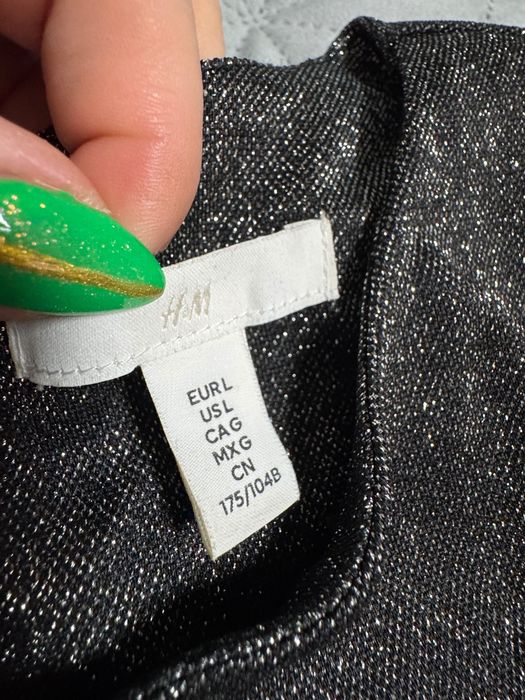 H&M
EUR L
US L
CA G
MX G
CN
175/104B